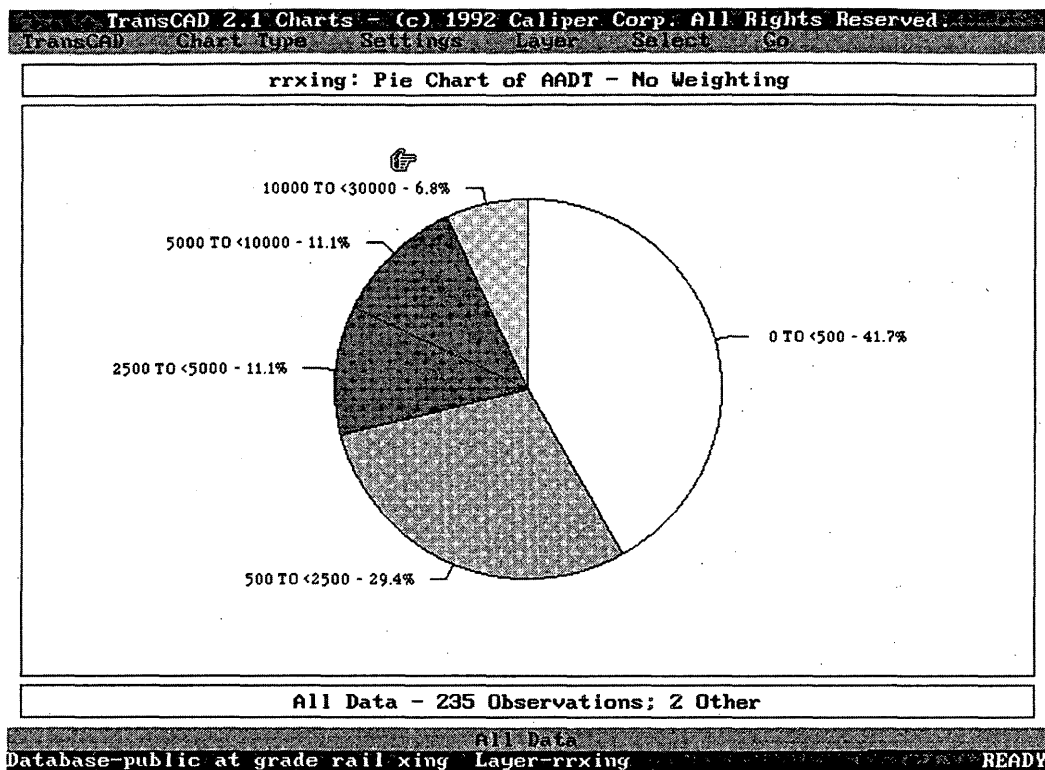 TransCAD 2.1 Charts - (c) 1992 Caliper Corp. All Rights Reserved.
TransCAD Chart Type Settings Layer Select Go
rrxing: Pie Chart of AADT - No Weighting
10000 TO <30000 - 6.8%
5000 TO <10000 - 11.1%
0 TO <500 - 41.7%
2500 TO <5000 - 11.1%
500 TO <2500 - 29.4%
All Data - 235 Observations; 2 Other
All Data
Database-public at grade rail xing Layer-rrxing READY